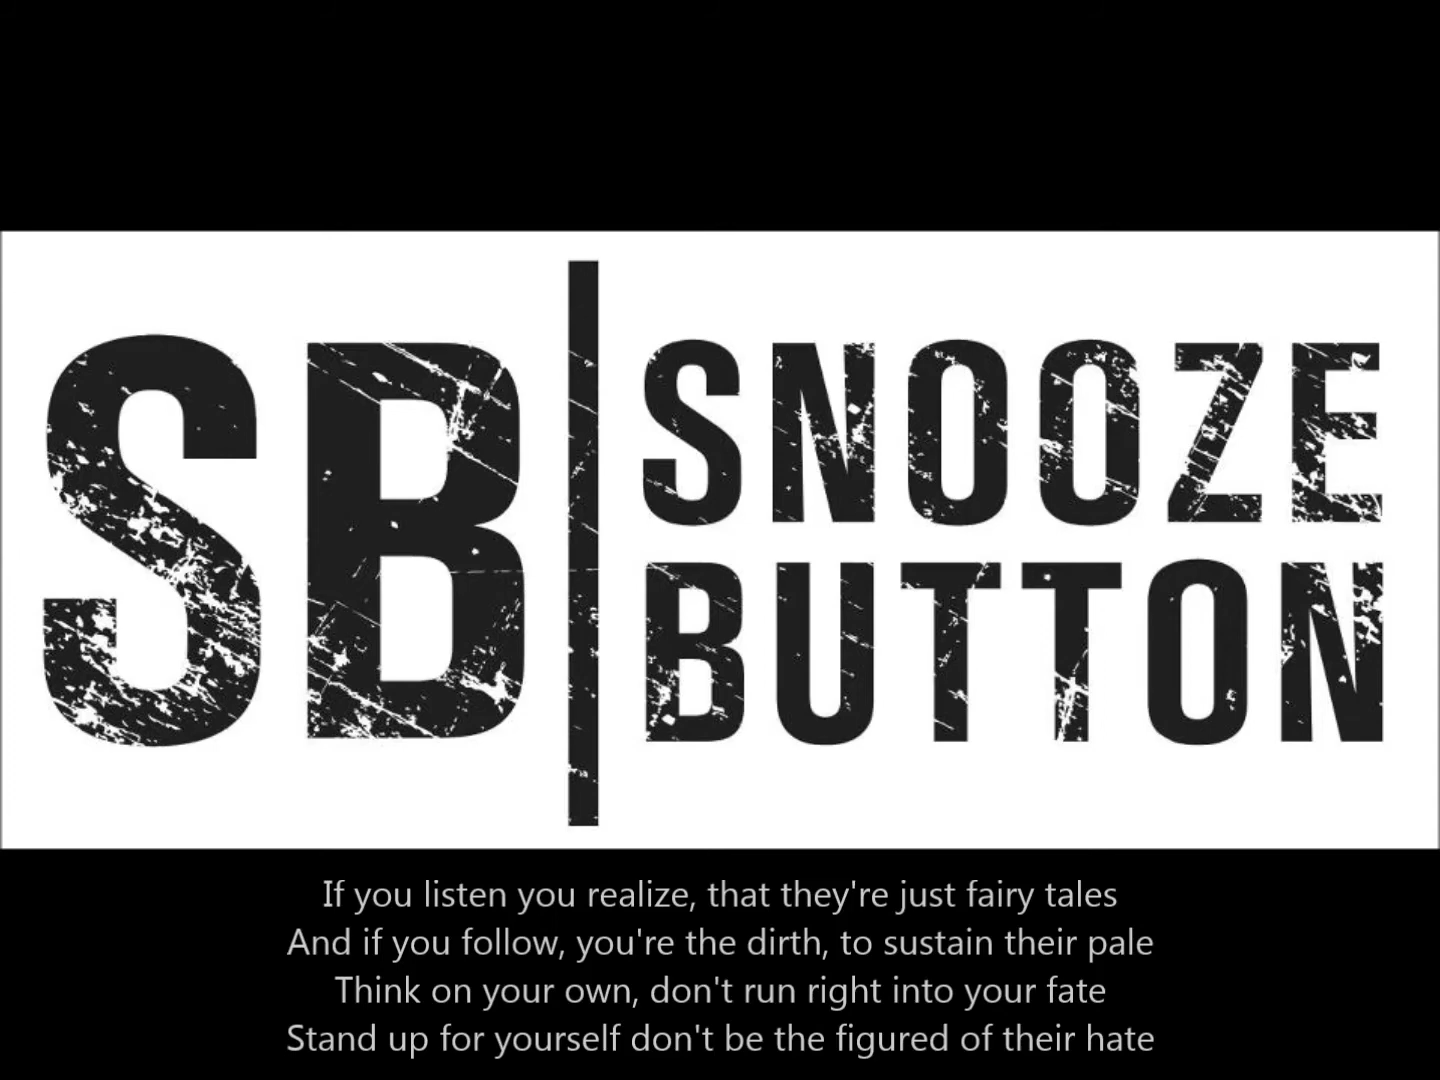 SB
SNOOZE
BUTTON
If you listen you realize, that they're just fairy tales
And if you follow, you're the dirth, to sustain their pale
Think on your own, don't run right into your fate
Stand up for yourself don't be the figured of their hate